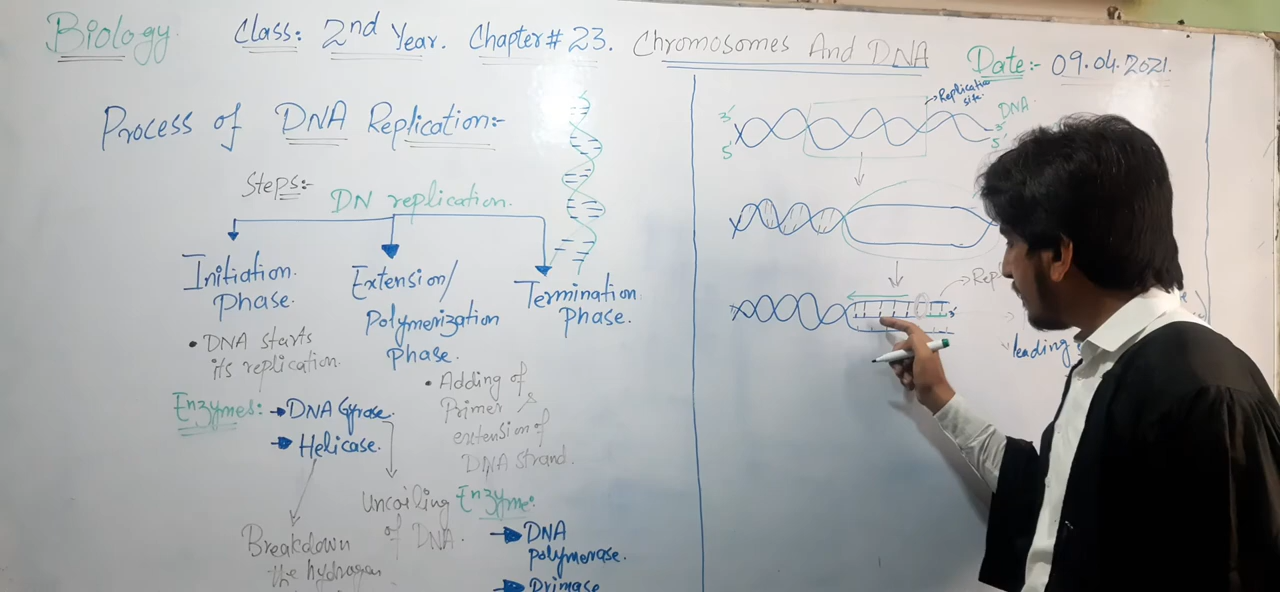 Biology. Class: 2nd Year. Chapter # 23. Chromosomes And DNA
Date:- 09.04.2021.
Process of DNA Replication:-
Steps:-
DN replication.
Initiation
Phase.
• DNA starts
its replication.
Enzymes: → DNA Gyrase.
→ Helicase.
Breakdown
the hydrogen
Uncoiling
of DNA.
Extension/
Polymerization
Phase.
• Adding of
Primer &
extension of
DNA strand.
Enzyme:
→ DNA
polymerase.
→ Primase
Termination
Phase.
Replication
site.
3'
5'
DNA.
3'
5'
Repl
leading